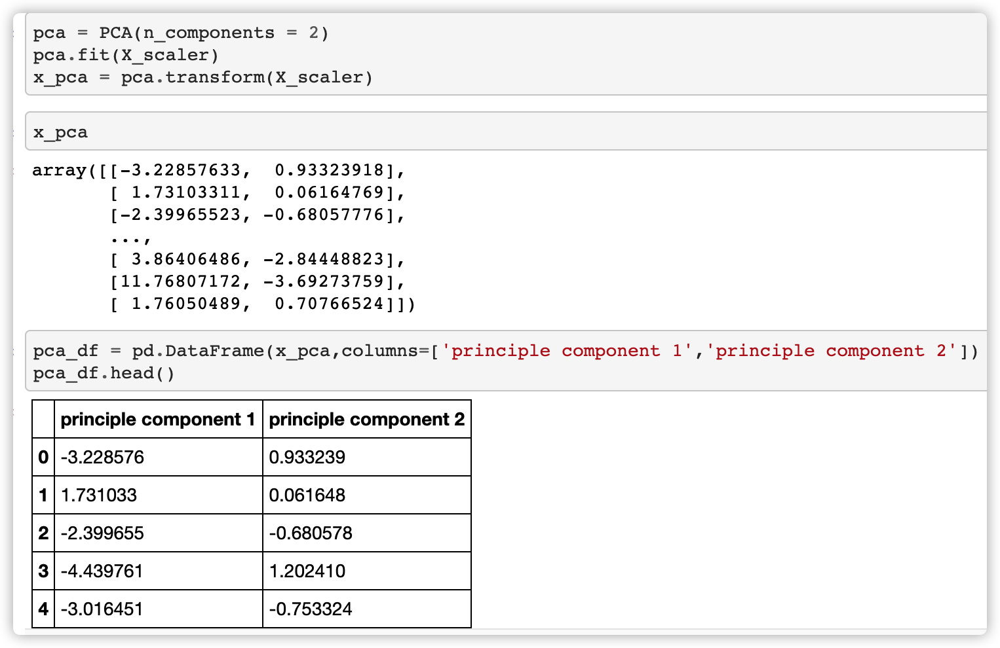 pca = PCA(n_components = 2)
pca.fit(X_scaler)
x_pca = pca.transform(X_scaler)
x_pca
array([[-3.22857633,  0.93323918],
       [ 1.73103311,  0.06164769],
       [-2.39965523, -0.68057776],
       ...,
       [ 3.86406486, -2.84448823],
       [11.76807172, -3.69273759],
       [ 1.76050489,  0.70766524]])
pca_df = pd.DataFrame(x_pca,columns=['principle component 1','principle component 2'])
pca_df.head()
principle component 1 principle component 2
0 -3.228576 0.933239
1 1.731033 0.061648
2 -2.399655 -0.680578
3 -4.439761 1.202410
4 -3.016451 -0.753324